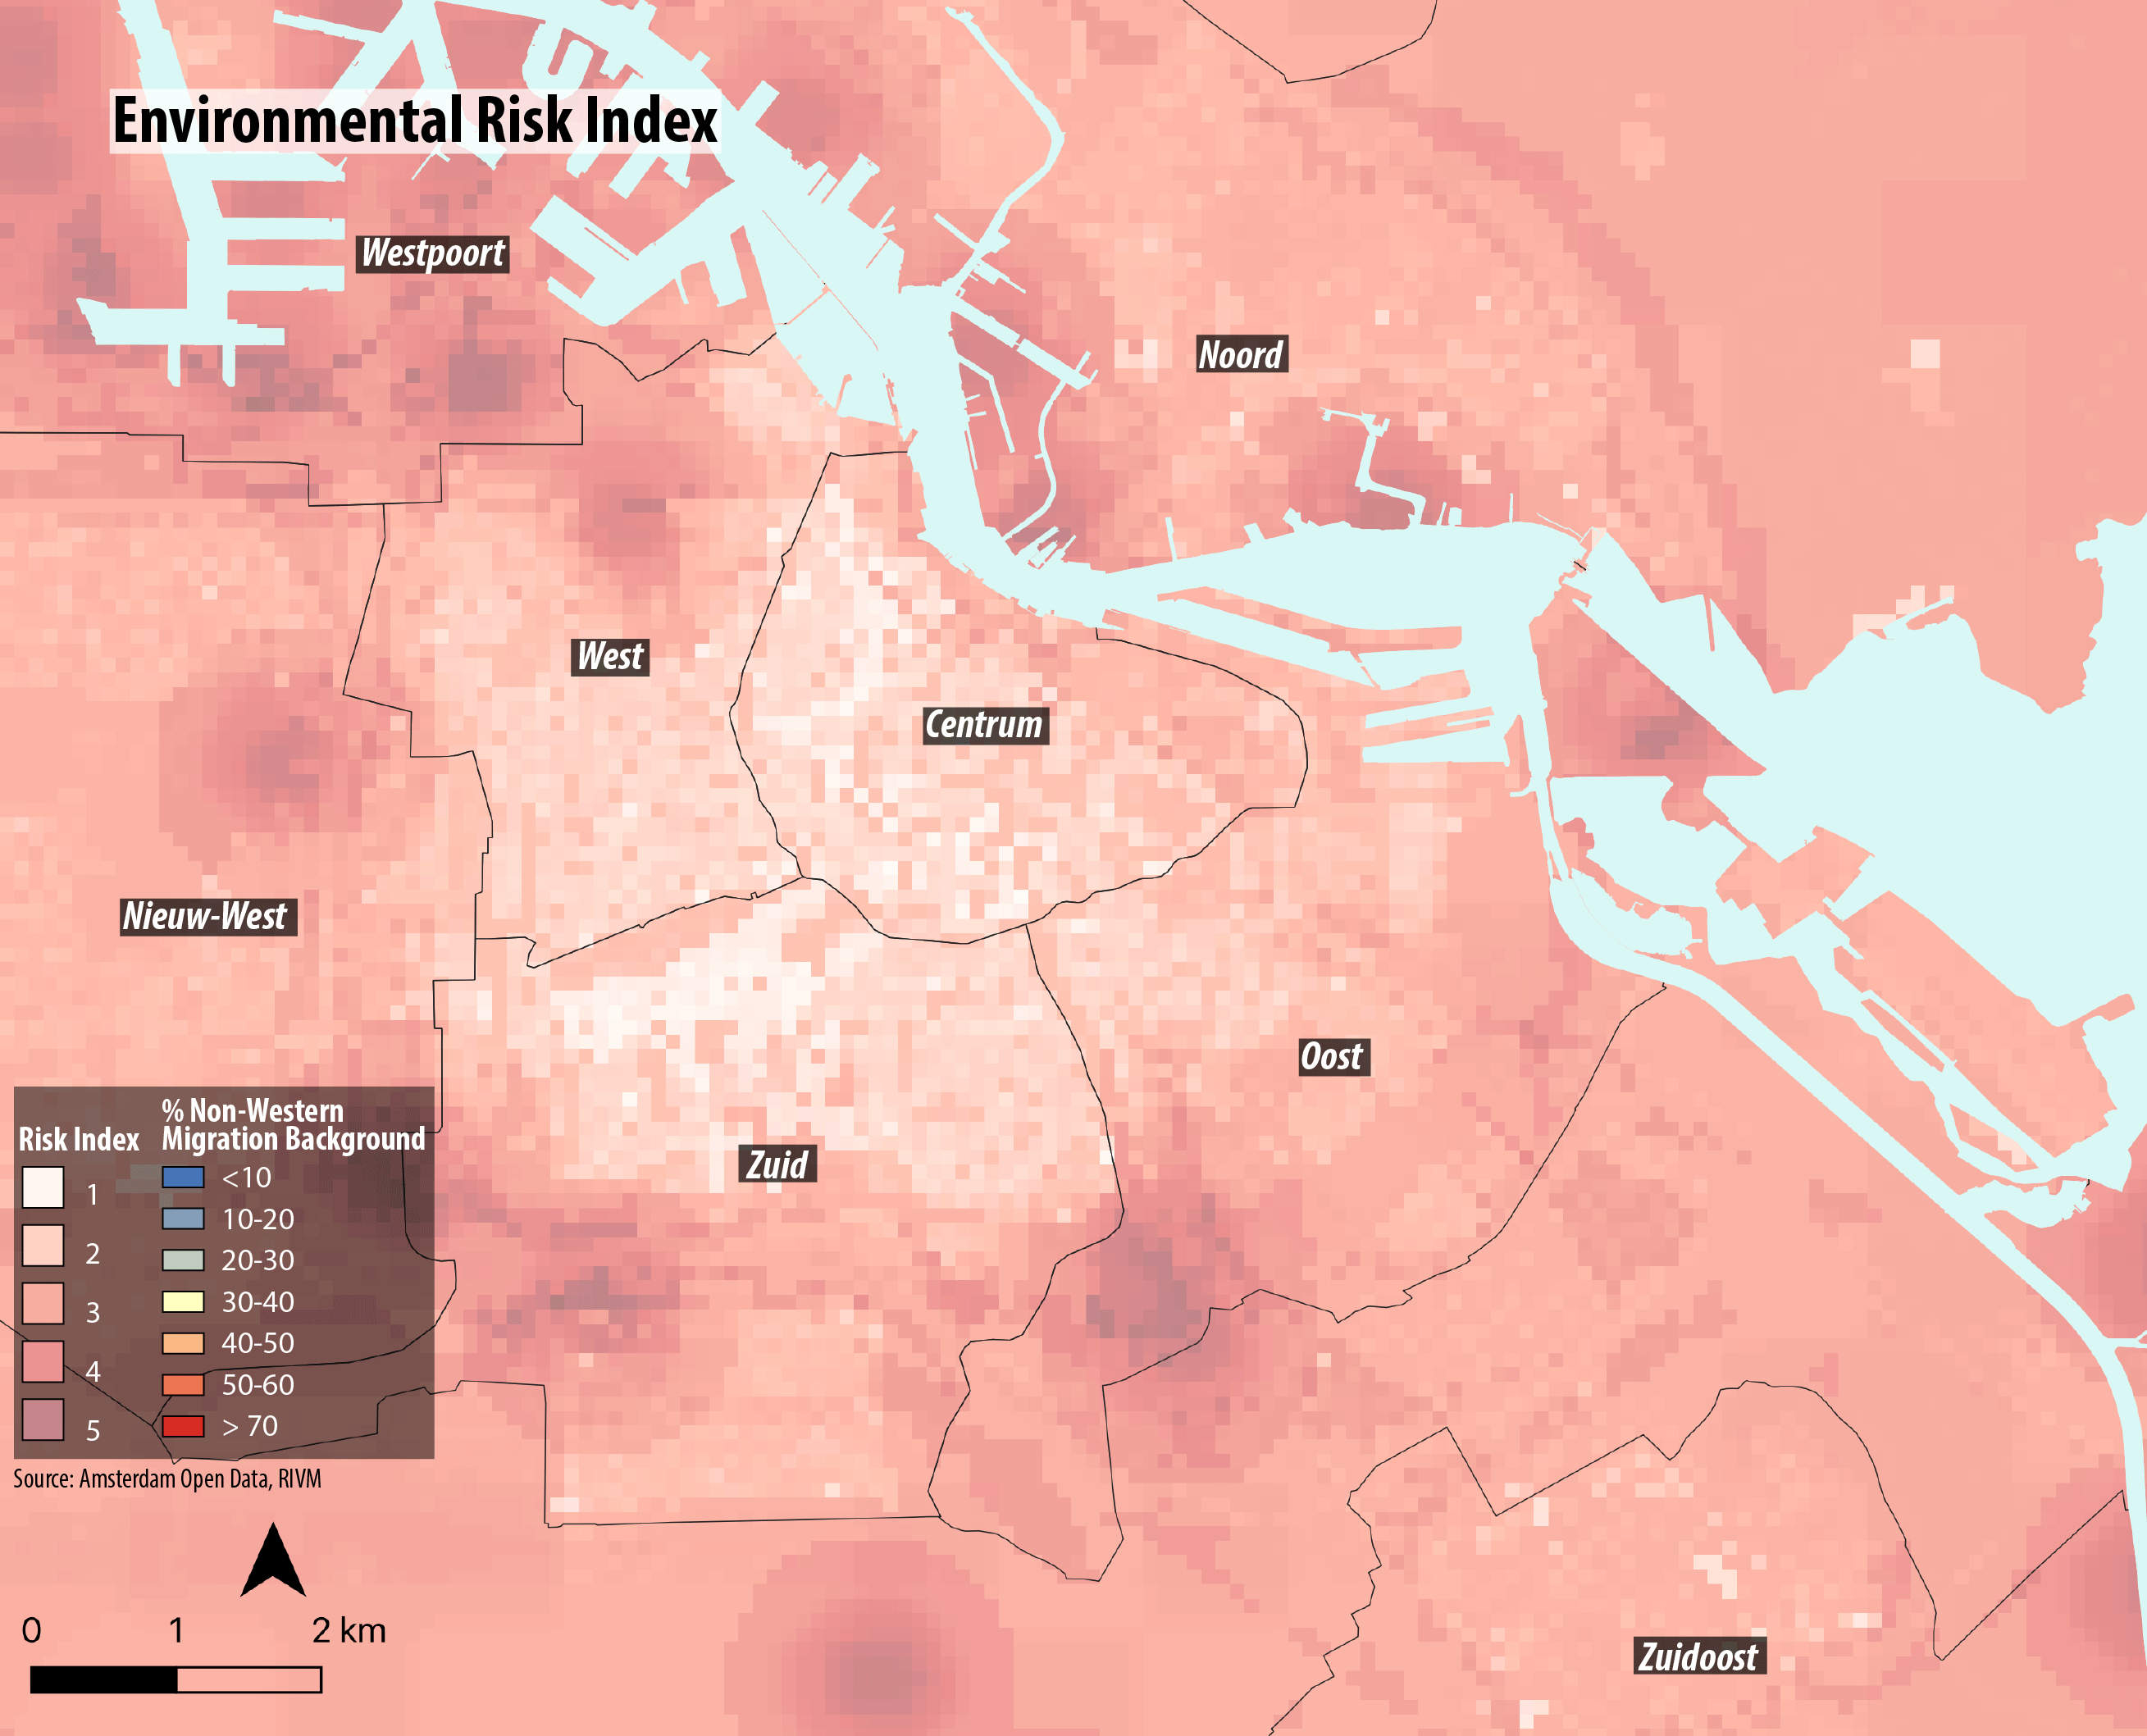 Environmental Risk Index
Westpoort
Noord
West
Centrum
Nieuw-West
Oost
Zuid
Zuidoost
Risk Index
1
2
3
4
5
% Non-Western
Migration Background
<10
10-20
20-30
30-40
40-50
50-60
> 70
Source: Amsterdam Open Data, RIVM
0 1 2 km